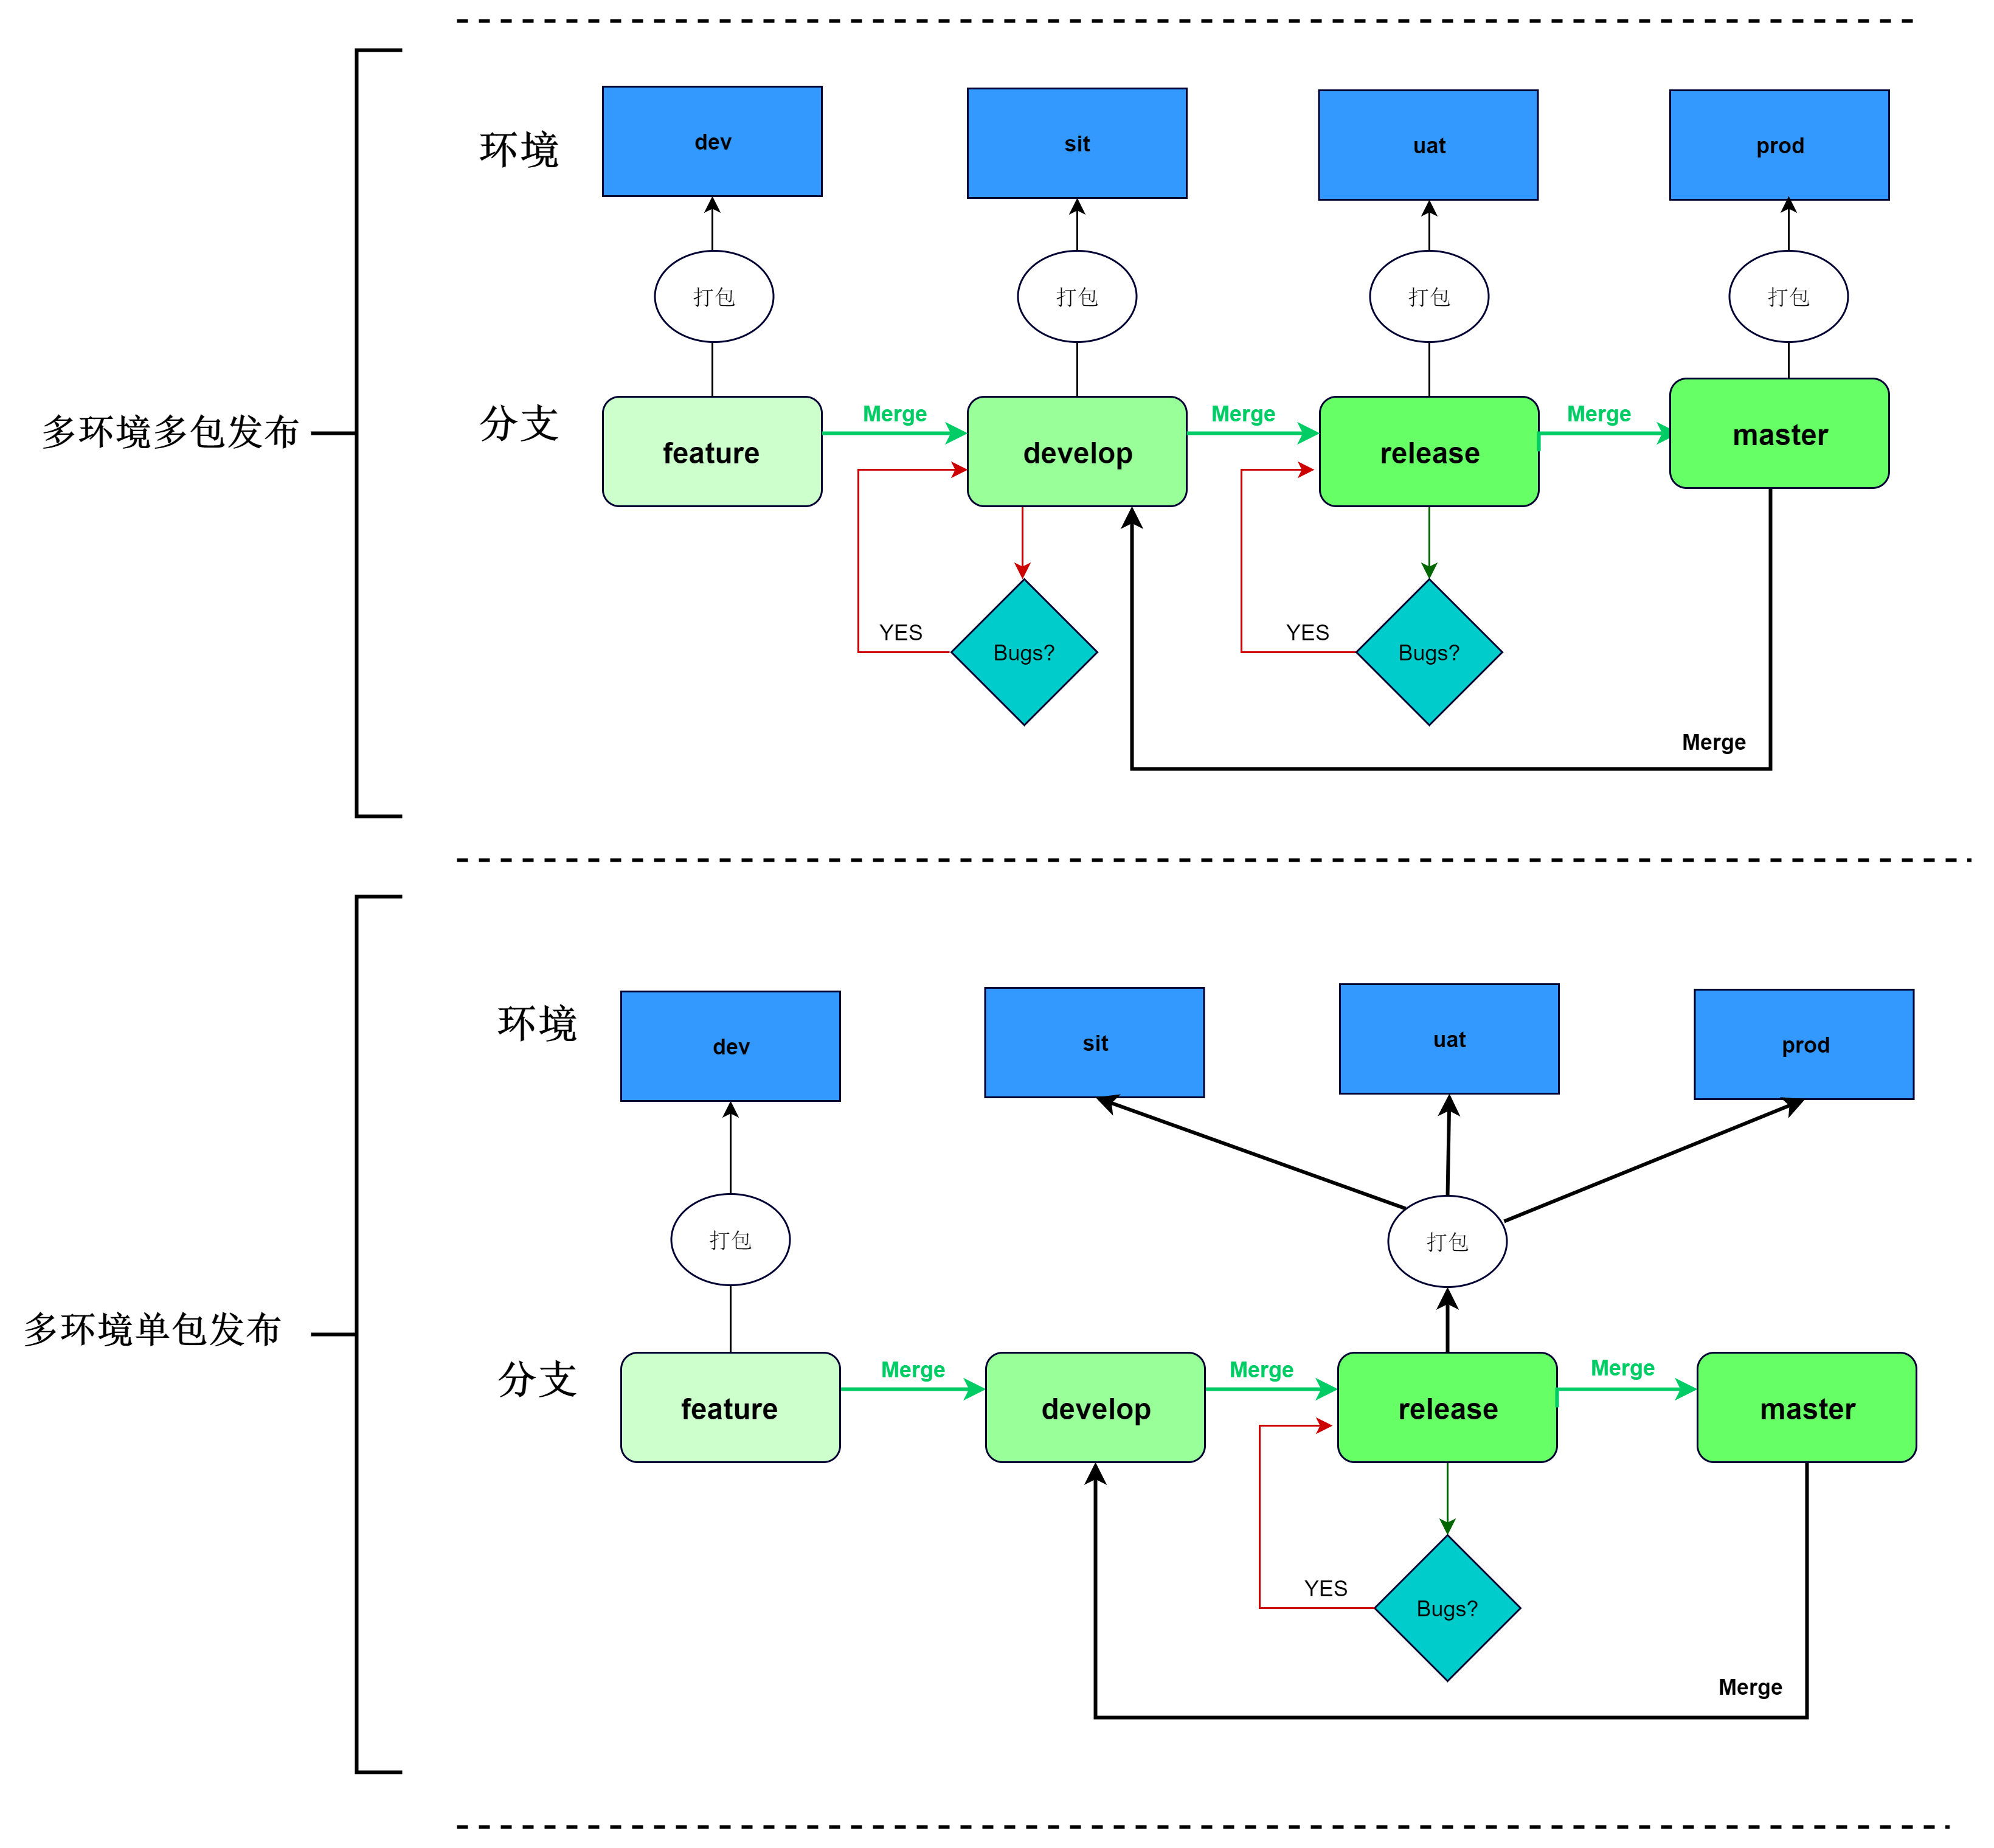 环境
dev
sit
uat
prod
打包
打包
打包
打包
多环境多包发布
分支
feature
Merge
develop
Merge
release
Merge
master
YES
Bugs?
YES
Bugs?
Merge
环境
dev
sit
uat
prod
打包
打包
多环境单包发布
分支
feature
Merge
develop
Merge
release
Merge
master
YES
Bugs?
Merge